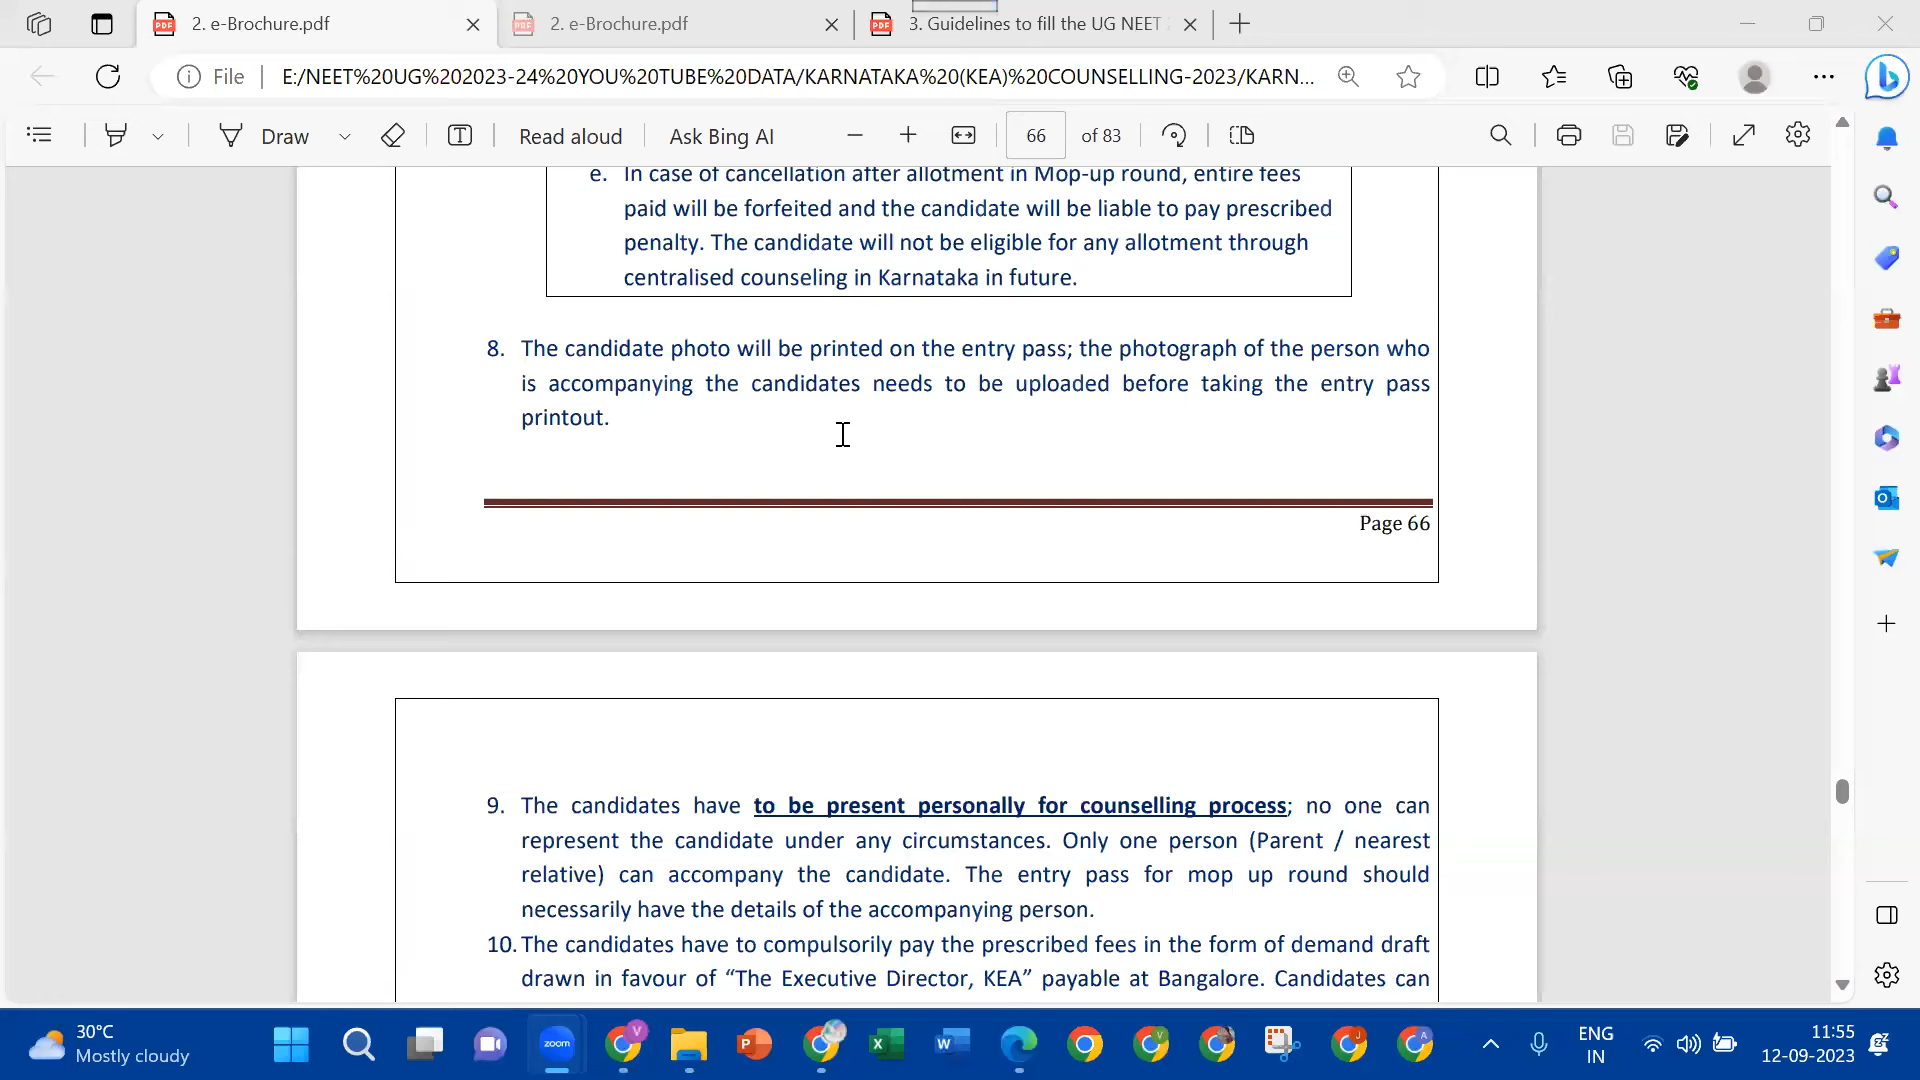 2. e-Brochure.pdf
2. e-Brochure.pdf
3. Guidelines to fill the UG NEET
File
E:/NEET%20UG%202023-24%20YOU%20TUBE%20DATA/KARNATAKA%20(KEA)%20COUNSELLING-2023/KARN...
Draw
Read aloud
Ask Bing AI
66
of 83
e. In case of cancellation after allotment in Mop-up round, entire fees
paid will be forfeited and the candidate will be liable to pay prescribed
penalty. The candidate will not be eligible for any allotment through
centralised counseling in Karnataka in future.
8. The candidate photo will be printed on the entry pass; the photograph of the person who
is accompanying the candidates needs to be uploaded before taking the entry pass
printout.
Page 66
9. The candidates have to be present personally for counselling process; no one can
represent the candidate under any circumstances. Only one person (Parent / nearest
relative) can accompany the candidate. The entry pass for mop up round should
necessarily have the details of the accompanying person.
10. The candidates have to compulsorily pay the prescribed fees in the form of demand draft
drawn in favour of “The Executive Director, KEA” payable at Bangalore. Candidates can
30°C
Mostly cloudy
zoom
ENG
IN
11:55
12-09-2023